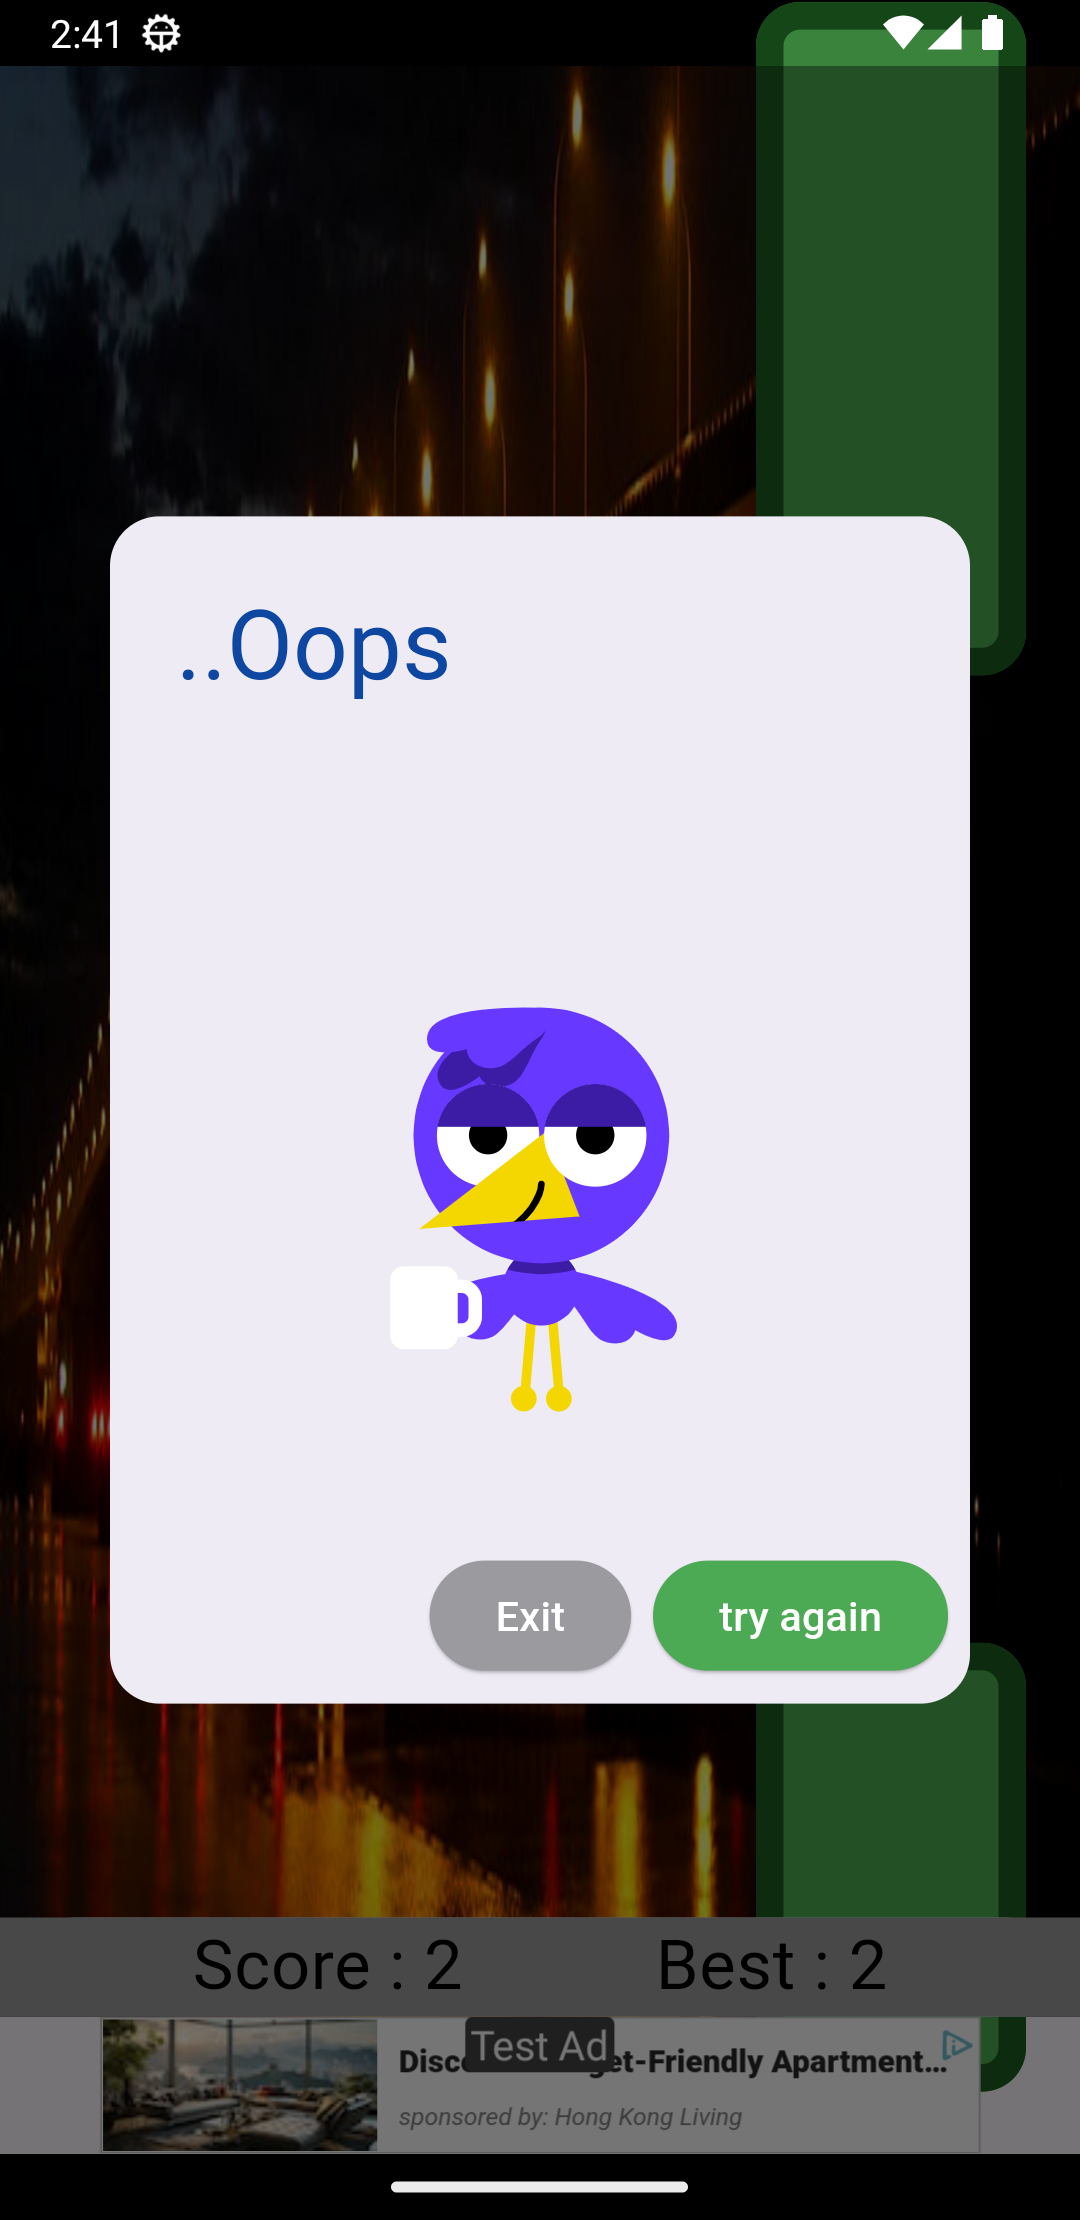 2:41
..Oops
Exit
try again
Score : 2
Best : 2
Test Ad
Disc et-Friendly Apartment...
sponsored by: Hong Kong Living